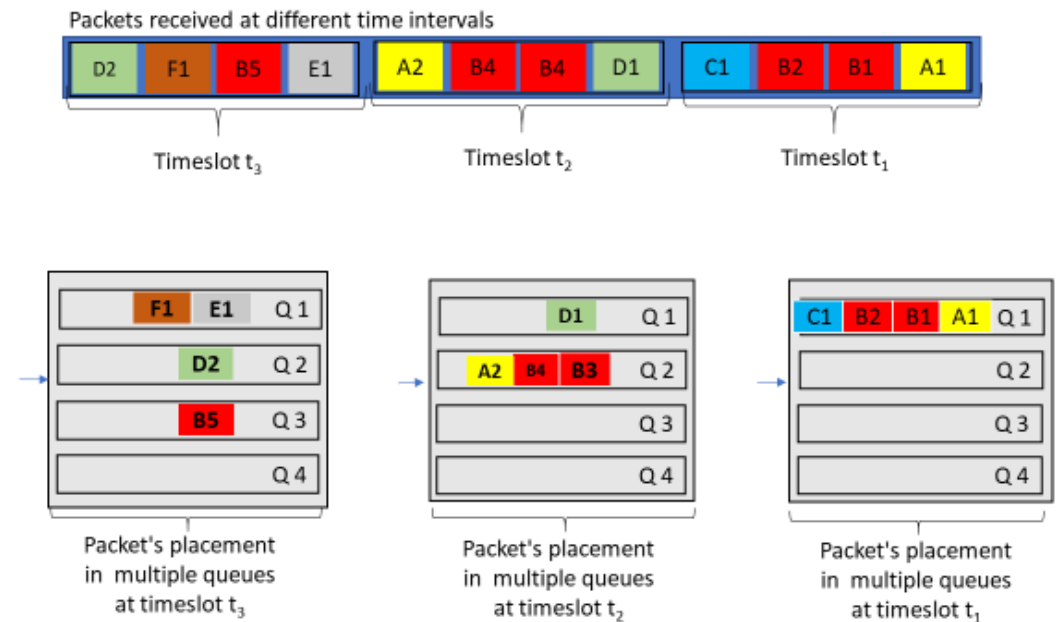 Packets received at different time intervals
D2 F1 B5 E1 A2 B4 B4 D1 C1 B2 B1 A1
Timeslot t₃
Timeslot t₂
Timeslot t₁
F1 E1 Q 1
D2 Q 2
B5 Q 3
Q 4
Packet's placement
in multiple queues
at timeslot t₃
D1 Q 1
A2 B4 B3 Q 2
Q 3
Q 4
Packet's placement
in multiple queues
at timeslot t₂
C1 B2 B1 A1 Q 1
Q 2
Q 3
Q 4
Packet's placement
in multiple queues
at timeslot t₁